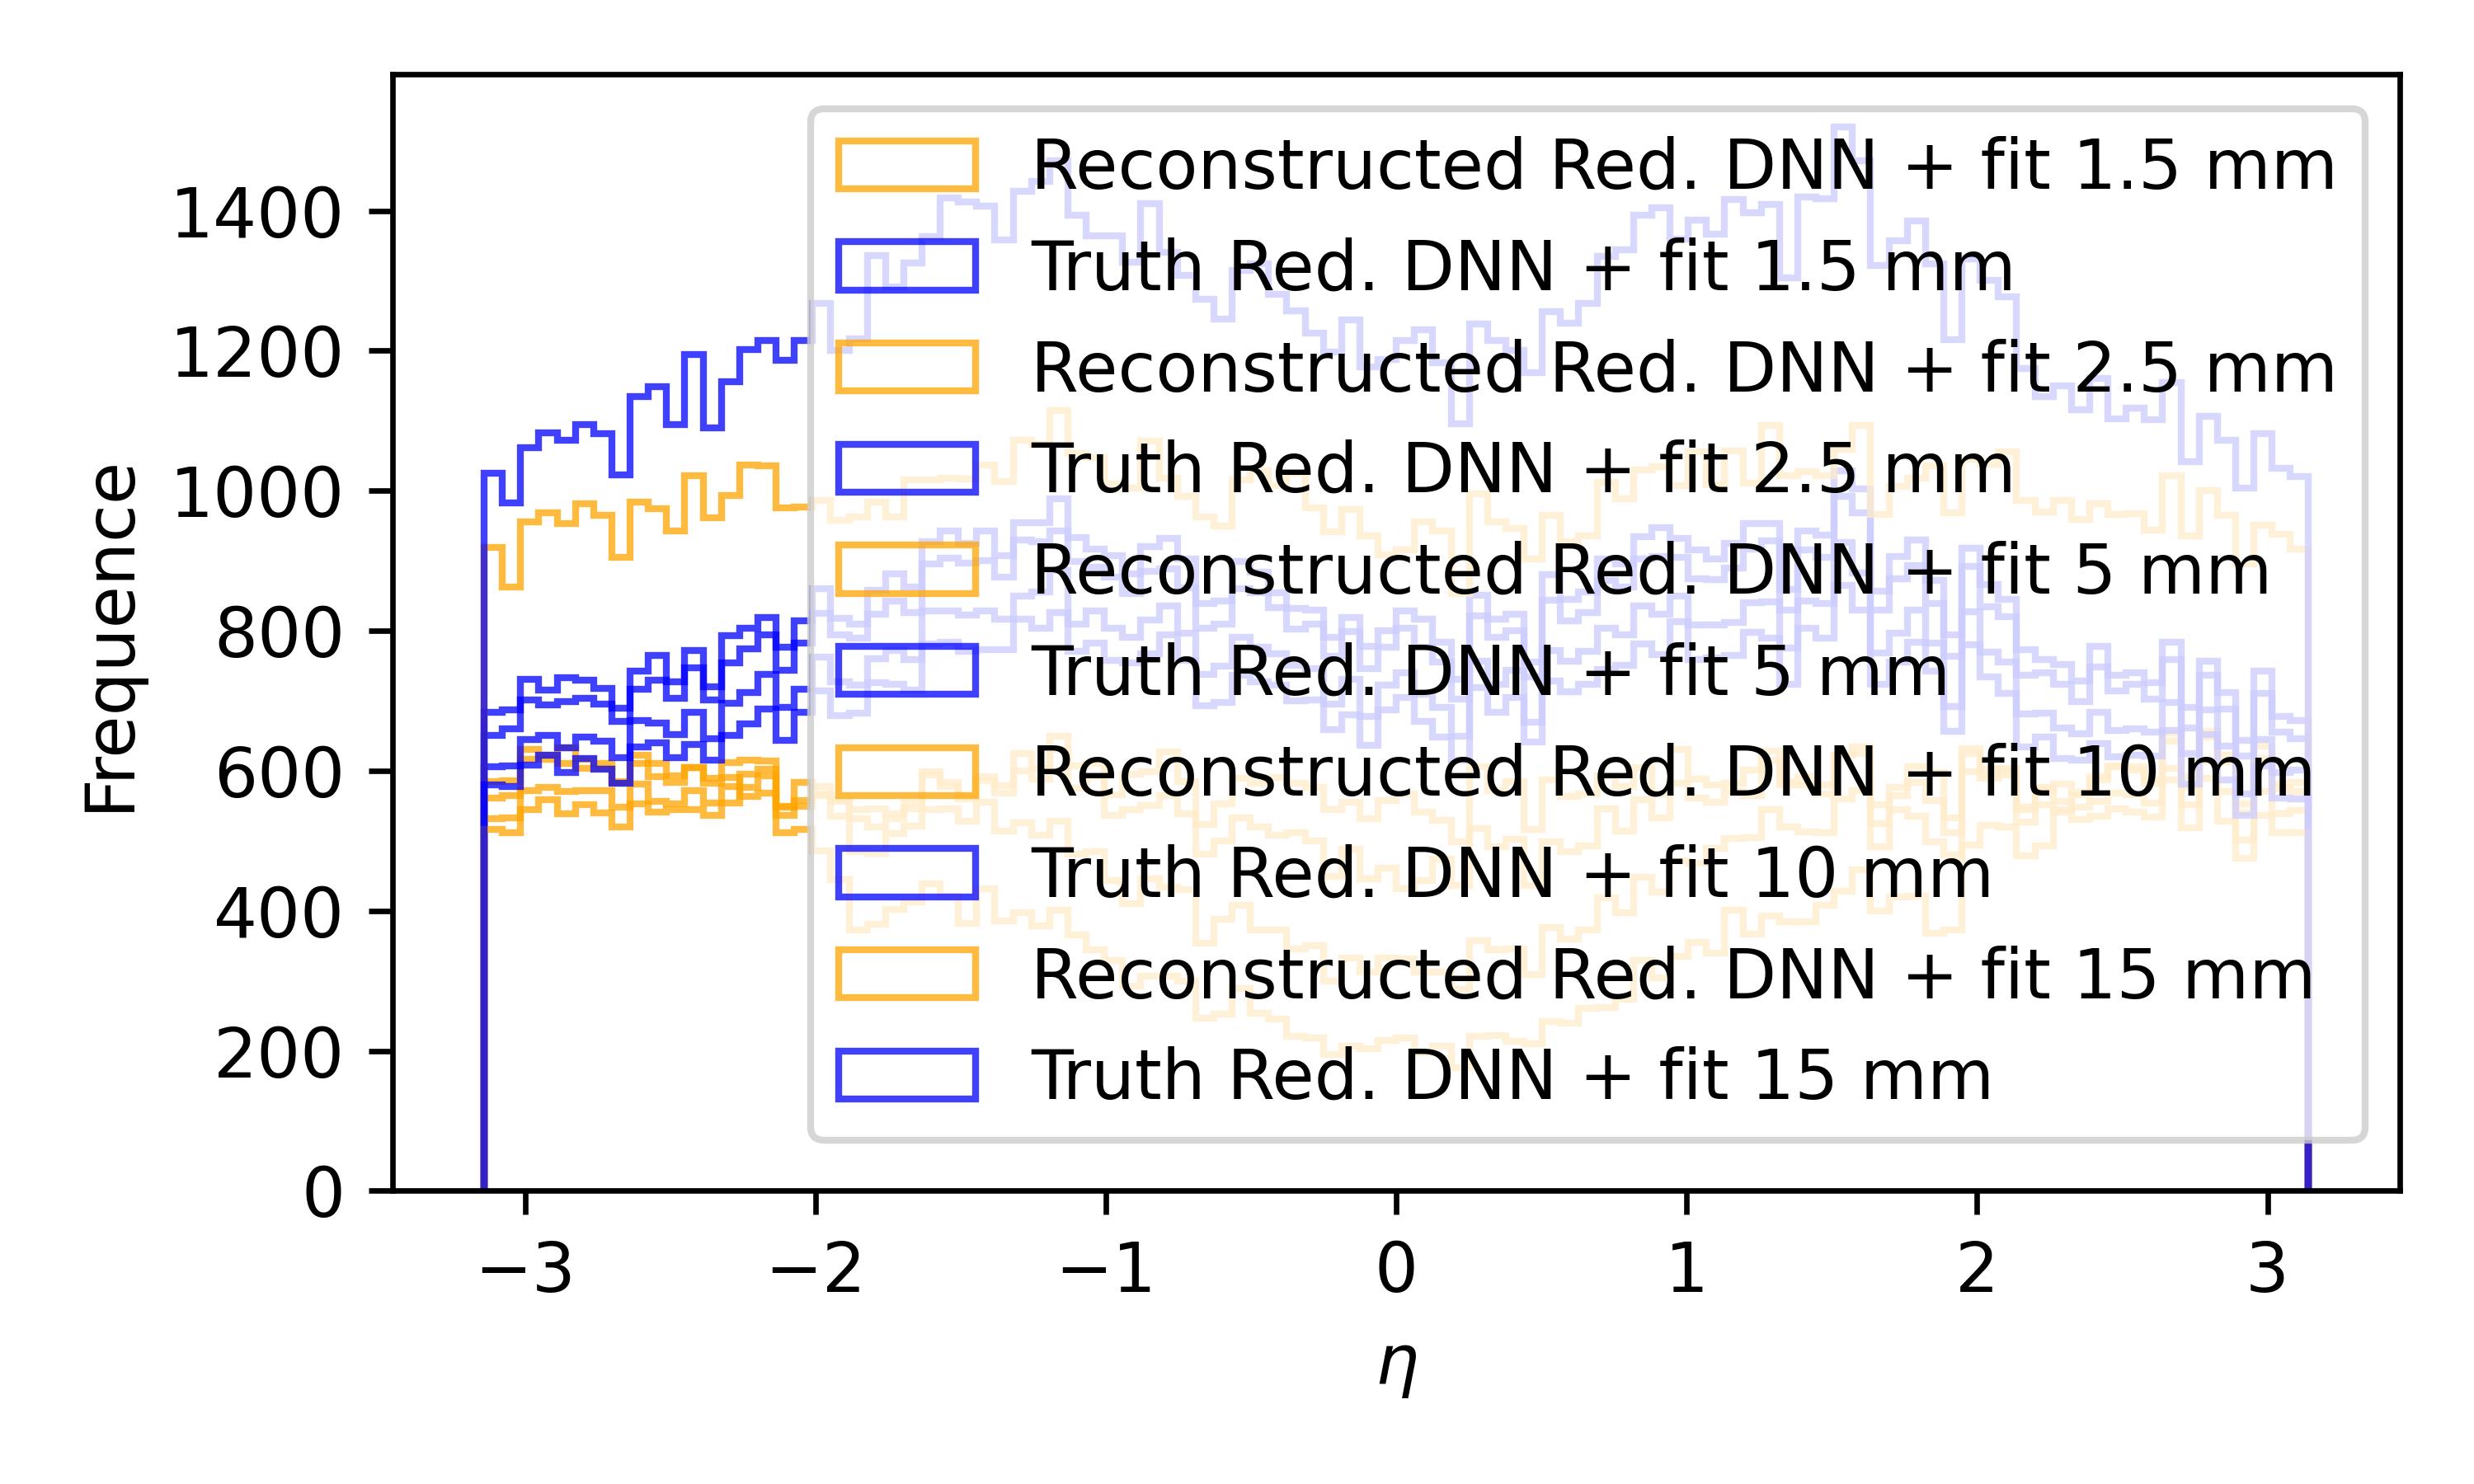 Frequence
1400
1200
1000
800
600
400
200
0
−3
−2
−1
0
1
2
3
η
Reconstructed Red. DNN + fit 1.5 mm
Truth Red. DNN + fit 1.5 mm
Reconstructed Red. DNN + fit 2.5 mm
Truth Red. DNN + fit 2.5 mm
Reconstructed Red. DNN + fit 5 mm
Truth Red. DNN + fit 5 mm
Reconstructed Red. DNN + fit 10 mm
Truth Red. DNN + fit 10 mm
Reconstructed Red. DNN + fit 15 mm
Truth Red. DNN + fit 15 mm